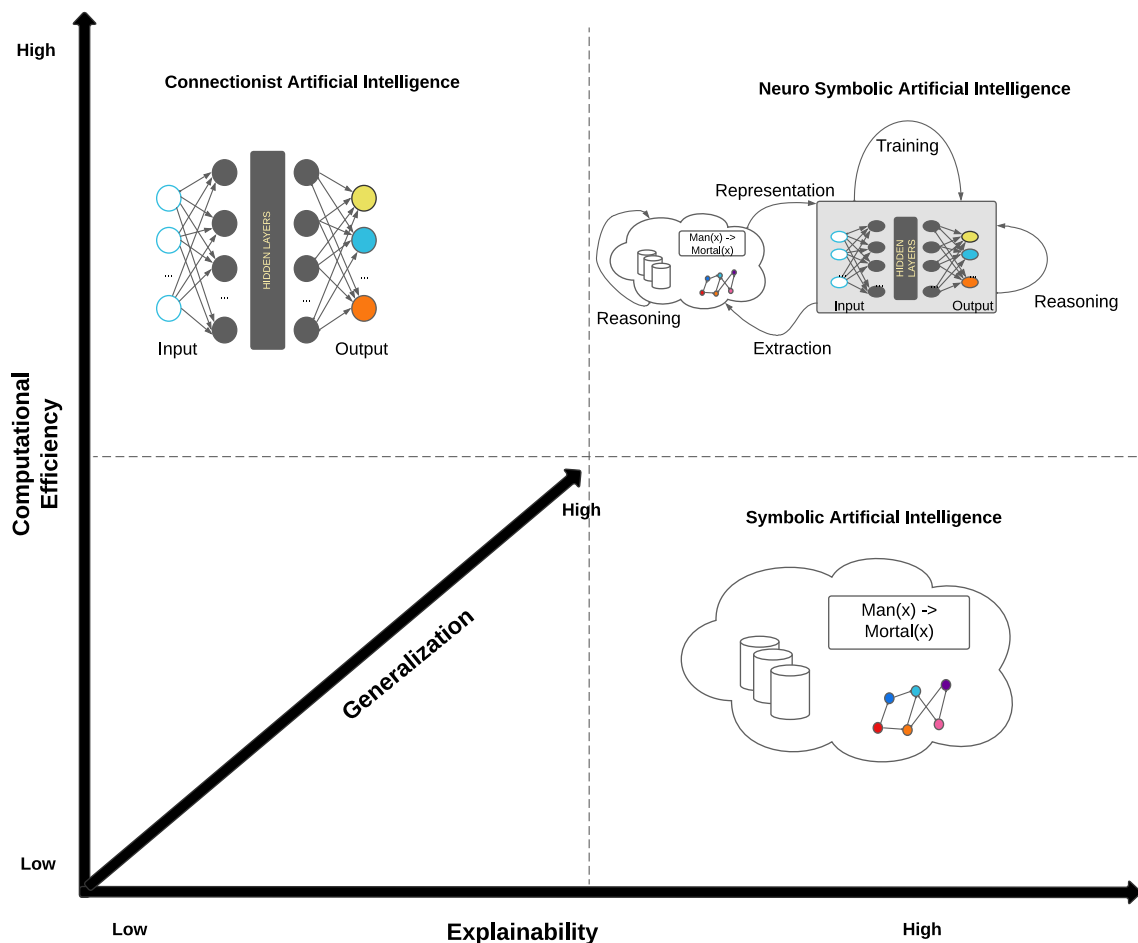 High
Connectionist Artificial Intelligence
HIDDEN LAYERS
...
...
...
...
Input
Output
Neuro Symbolic Artificial Intelligence
Training
Representation
Man(x) ->
Mortal(x)
Reasoning
Extraction
HIDDEN
LAYERS
...
...
...
...
Input
Output
Reasoning
Computational
Efficiency
High
Generalization
Symbolic Artificial Intelligence
Man(x) ->
Mortal(x)
Low
Low
Explainability
High